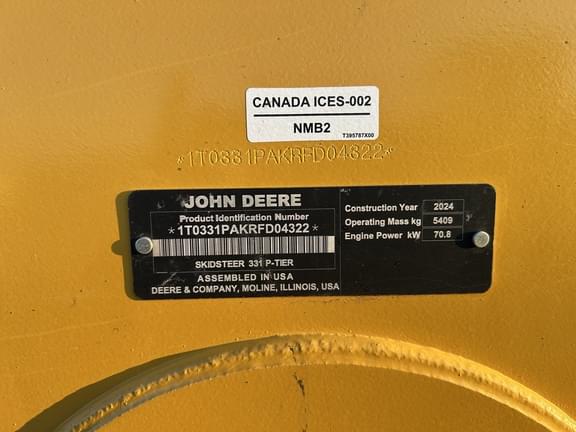 CANADA ICES-002
NMB2
T395787X00
*1T0331PAKRFD04322*
JOHN DEERE
Product Identification Number
*1T0331PAKRFD04322*
SKIDSTEER 331 P-TIER
ASSEMBLED IN USA
DEERE & COMPANY, MOLINE, ILLINOIS, USA
Construction Year 2024
Operating Mass kg 5409
Engine Power kW 70.8